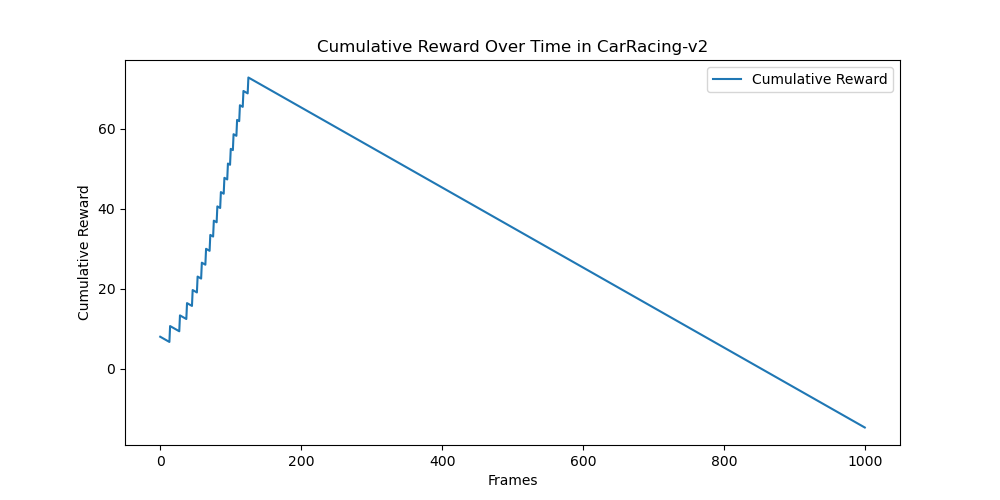 Cumulative Reward Over Time in CarRacing-v2
Cumulative Reward
Cumulative Reward
60
40
20
0
0 200 400 600 800 1000
Frames